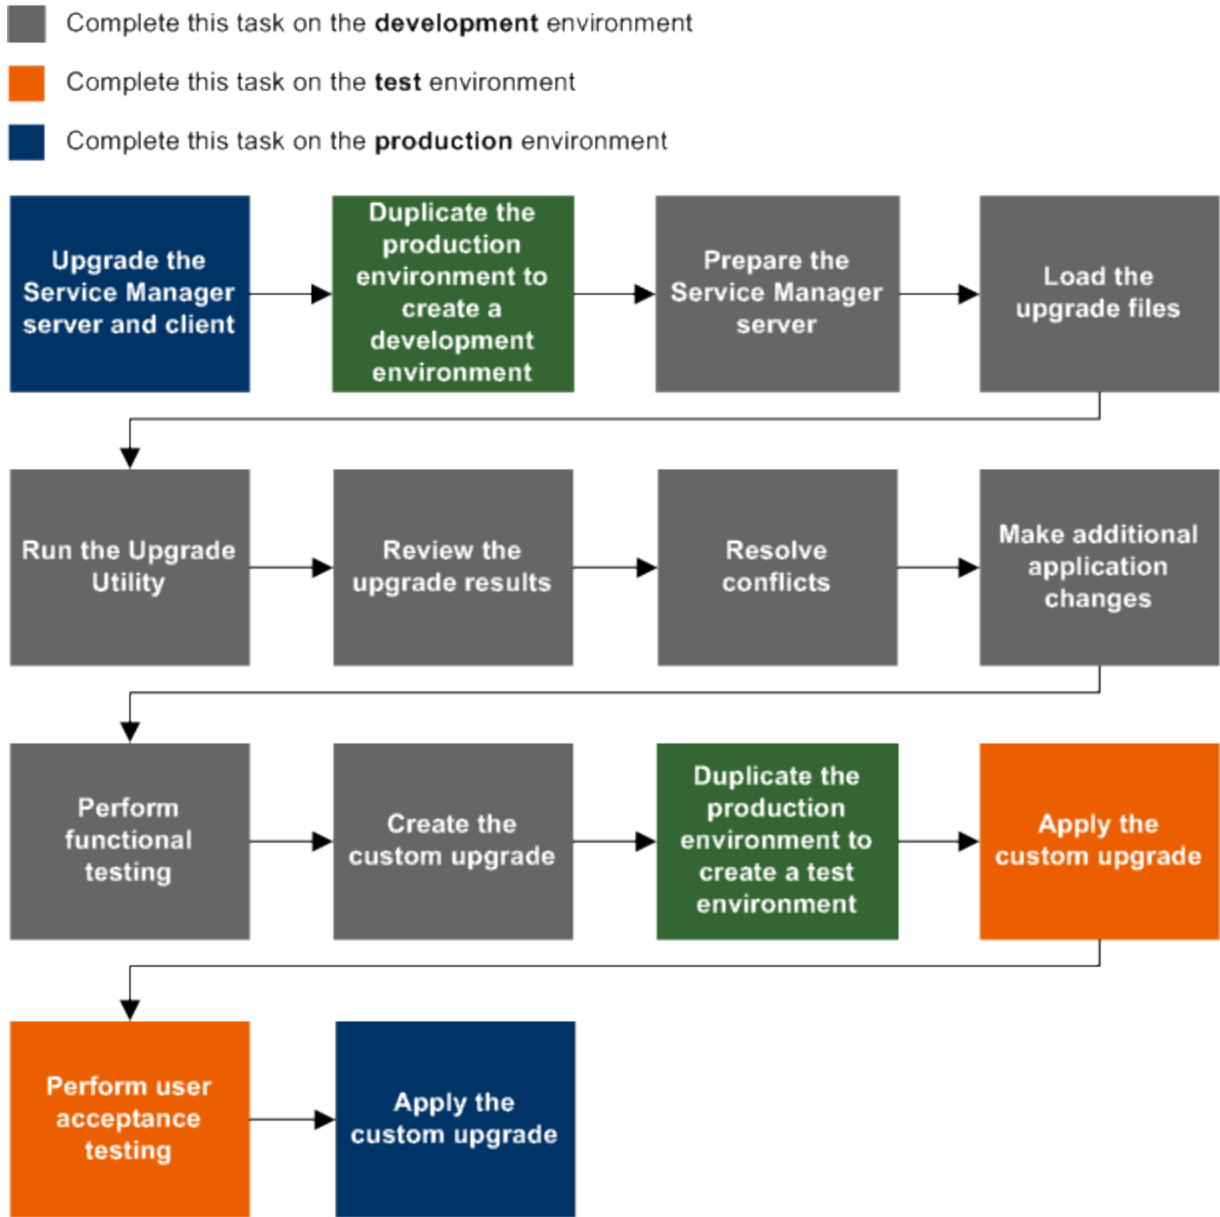 Complete this task on the development environment
Complete this task on the test environment
Complete this task on the production environment
Upgrade the
Service Manager
server and client
Duplicate the
production
environment to
create a
development
environment
Prepare the
Service Manager
server
Load the
upgrade files
Run the Upgrade
Utility
Review the
upgrade results
Resolve
conflicts
Make additional
application
changes
Perform
functional
testing
Create the
custom upgrade
Duplicate the
production
environment to
create a test
environment
Apply the
custom upgrade
Perform user
acceptance
testing
Apply the
custom upgrade